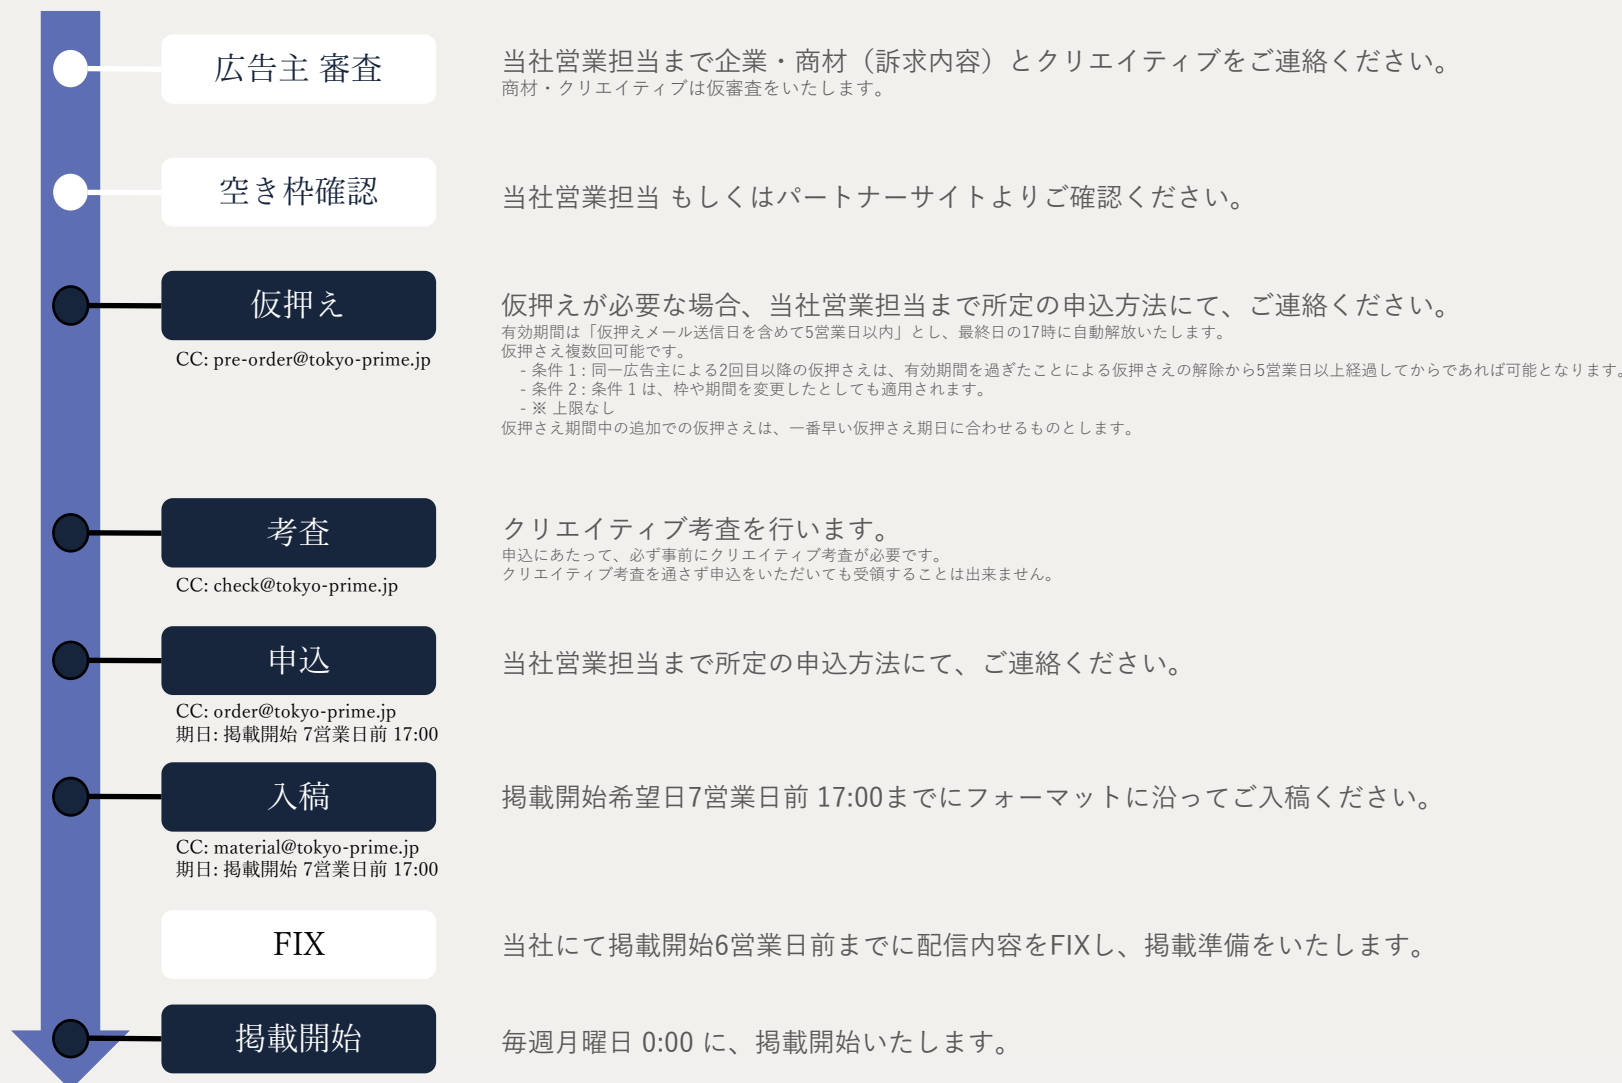 広告主 審査
当社営業担当まで企業・商材（訴求内容）とクリエイティブをご連絡ください。
商材・クリエイティブは仮審査をいたします。
空き枠確認
当社営業担当 もしくはパートナーサイトよりご確認ください。
仮押え
CC: pre-order@tokyo-prime.jp
仮押えが必要な場合、当社営業担当まで所定の申込方法にて、ご連絡ください。
有効期間は「仮押えメール送信日を含めて5営業日以内」とし、最終日の17時に自動解放いたします。
仮押さえ複数回可能です。
- 条件 1 : 同一広告主による2回目以降の仮押さえは、有効期間を過ぎたことによる仮押さえの解除から5営業日以上経過してからであれば可能となります。
- 条件 2 : 条件 1 は、枠や期間を変更したとしても適用されます。
- ※ 上限なし
仮押さえ期間中の追加での仮押さえは、一番早い仮押さえ期日に合わせるものとします。
考査
CC: check@tokyo-prime.jp
クリエイティブ考査を行います。
申込にあたって、必ず事前にクリエイティブ考査が必要です。
クリエイティブ考査を通さず申込をいただいても受領することは出来ません。
申込
CC: order@tokyo-prime.jp
期日: 掲載開始 7営業日前 17:00
当社営業担当まで所定の申込方法にて、ご連絡ください。
入稿
CC: material@tokyo-prime.jp
期日: 掲載開始 7営業日前 17:00
掲載開始希望日7営業日前 17:00までにフォーマットに沿ってご入稿ください。
FIX
当社にて掲載開始6営業日前までに配信内容をFIXし、掲載準備をいたします。
掲載開始
毎週月曜日 0:00 に、掲載開始いたします。